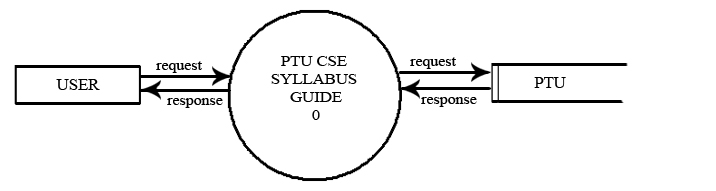 USER
request
response
PTU CSE
SYLLABUS
GUIDE
0
request
response
PTU